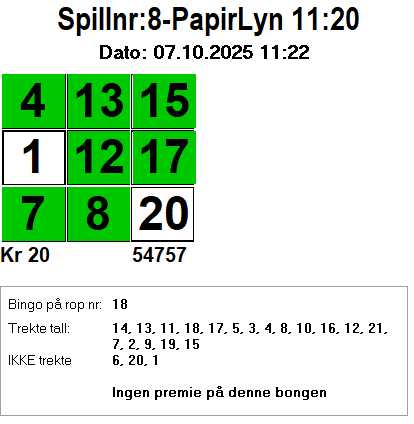 Spillnr:8-PapirLyn 11:20
Dato: 07.10.2025 11:22
4 13 15
1 12 17
7 8 20
Kr 20 54757
Bingo på rop nr: 18
Trekte tall: 14, 13, 11, 18, 17, 5, 3, 4, 8, 10, 16, 12, 21,
7, 2, 9, 19, 15
IKKE trekte 6, 20, 1
Ingen premie på denne bongen